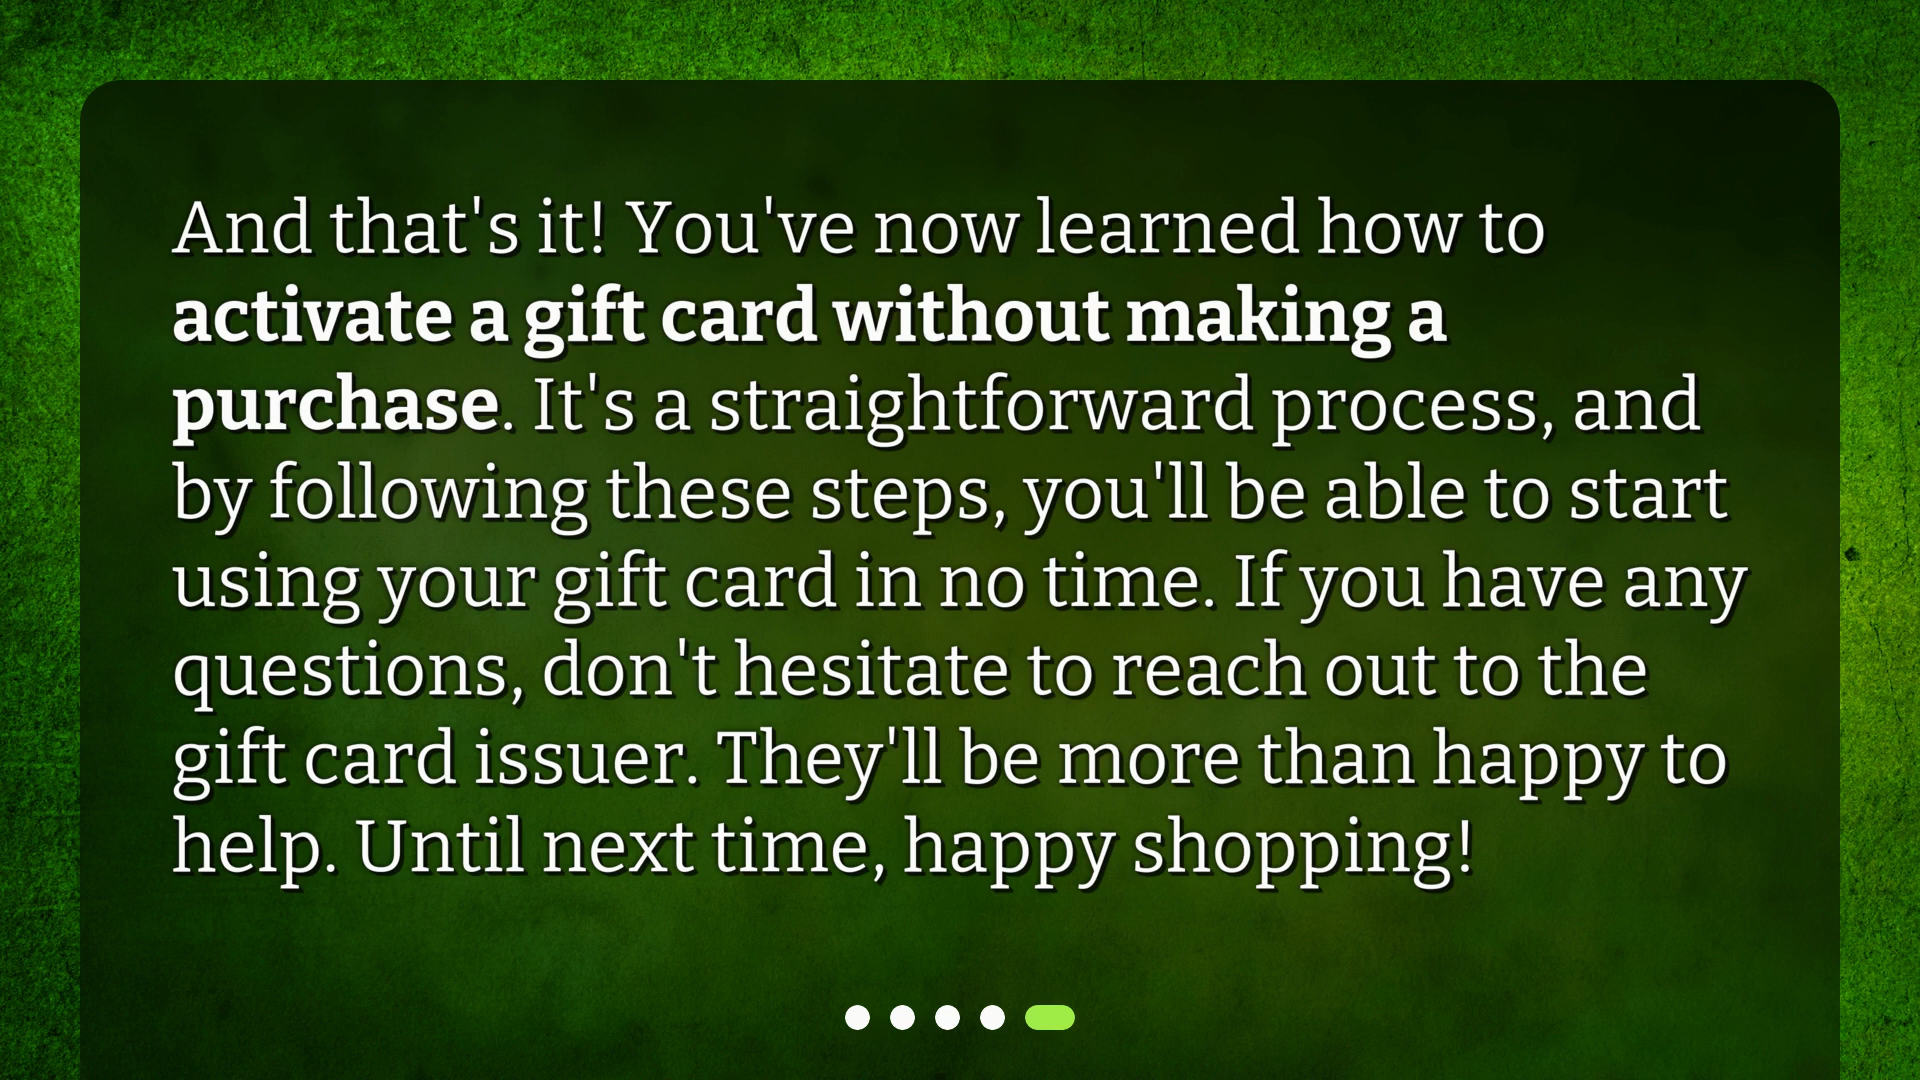 And that's it! You've now learned how to
activate a gift card without making a
purchase. It's a straightforward process, and
by following these steps, you'll be able to start
using your gift card in no time. If you have any
questions, don't hesitate to reach out to the
gift card issuer. They'll be more than happy to
help. Until next time, happy shopping!